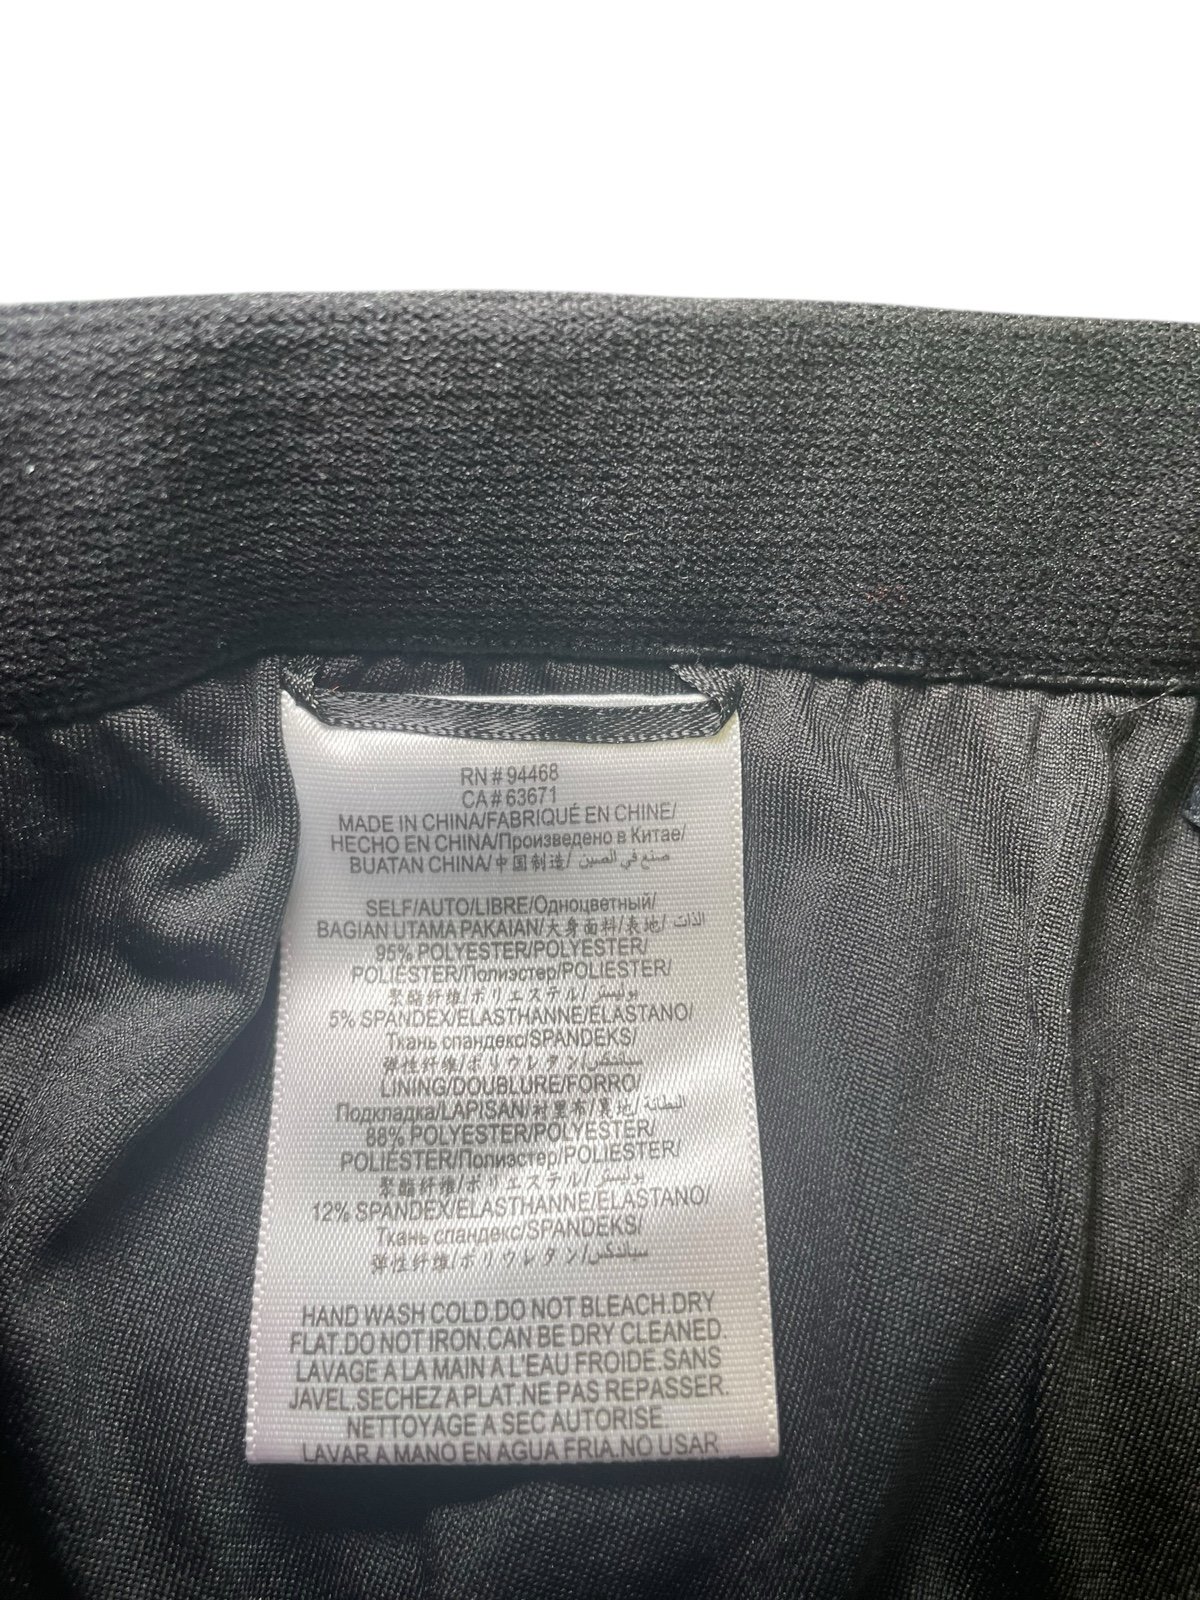 RN # 94468
CA # 63671
MADE IN CHINA/FABRIQUÉ EN CHINE/
HECHO EN CHINA/Произведено в Китае/
BUATAN CHINA/中国制造/ صنع في الصين
SELF/AUTO/LIBRE/Одноцветный/
BAGIAN UTAMA PAKAIAN/大身面料/表地/ الذات
95% POLYESTER/POLYESTER/
POLIÉSTER/Полиэстер/POLIESTER/
聚酯纤维/ポリエステル/بوليستر
5% SPANDEX/ELASTHANNE/ELASTANO/
Ткань спандекс/SPANDEKS/
弹性纤维/ポリウレタン/سباندكس
LINING/DOUBLURE/FORRO/
Подкладка/LAPISAN/衬里布/裏地/ البطانة
88% POLYESTER/POLYESTER/
POLIÉSTER/Полиэстер/POLIESTER/
聚酯纤维/ポリエステル/بوليستر
12% SPANDEX/ELASTHANNE/ELASTANO/
Ткань спандекс/SPANDEKS/
弹性纤维/ポリウレタン/سباندكس
HAND WASH COLD.DO NOT BLEACH.DRY
FLAT.DO NOT IRON.CAN BE DRY CLEANED.
LAVAGE A LA MAIN A L'EAU FROIDE.SANS
JAVEL.SECHEZ A PLAT.NE PAS REPASSER.
NETTOYAGE A SEC AUTORISE
LAVAR A MANO EN AGUA FRIA.NO USAR